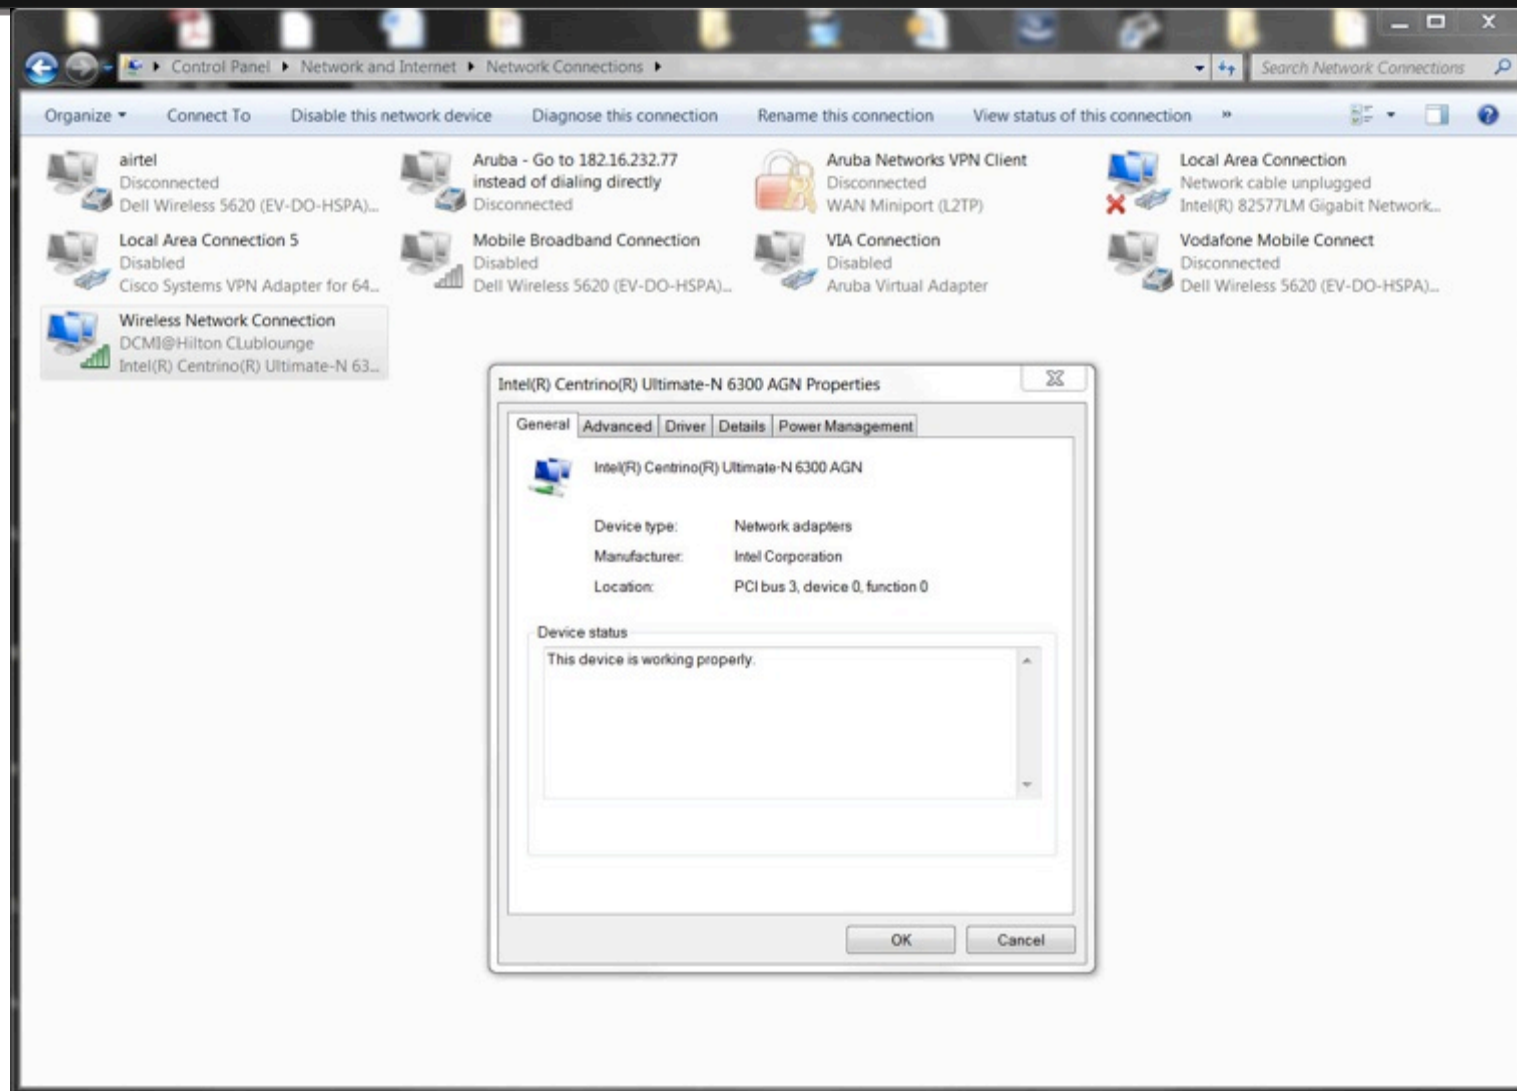 Control Panel ▸ Network and Internet ▸ Network Connections ▸
Search Network Connections
Organize
Connect To
Disable this network device
Diagnose this connection
Rename this connection
View status of this connection
»
airtel
Disconnected
Dell Wireless 5620 (EV-DO-HSPA)...
Aruba - Go to 182.16.232.77
instead of dialing directly
Disconnected
Aruba Networks VPN Client
Disconnected
WAN Miniport (L2TP)
Local Area Connection
Network cable unplugged
Intel(R) 82577LM Gigabit Network...
Local Area Connection 5
Disabled
Cisco Systems VPN Adapter for 64...
Mobile Broadband Connection
Disabled
Dell Wireless 5620 (EV-DO-HSPA)...
VIA Connection
Disabled
Aruba Virtual Adapter
Vodafone Mobile Connect
Disconnected
Dell Wireless 5620 (EV-DO-HSPA)...
Wireless Network Connection
DCMI@Hilton CLublounge
Intel(R) Centrino(R) Ultimate-N 63...
Intel(R) Centrino(R) Ultimate-N 6300 AGN Properties
General
Advanced
Driver
Details
Power Management
Intel(R) Centrino(R) Ultimate-N 6300 AGN
Device type: Network adapters
Manufacturer: Intel Corporation
Location: PCI bus 3, device 0, function 0
Device status
This device is working properly.
OK
Cancel